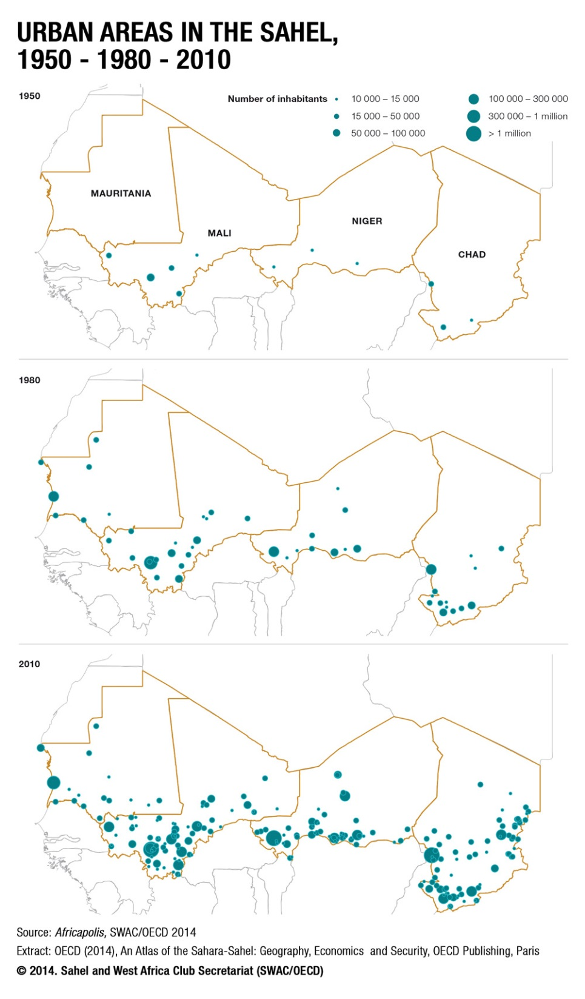 URBAN AREAS IN THE SAHEL,
1950 - 1980 - 2010
1950
Number of inhabitants
10 000 – 15 000
15 000 – 50 000
50 000 – 100 000
100 000 – 300 000
300 000 – 1 million
> 1 million
MAURITANIA
MALI
NIGER
CHAD
1980
2010
Source: Africapolis, SWAC/OECD 2014
Extract: OECD (2014), An Atlas of the Sahara-Sahel: Geography, Economics and Security, OECD Publishing, Paris
© 2014. Sahel and West Africa Club Secretariat (SWAC/OECD)